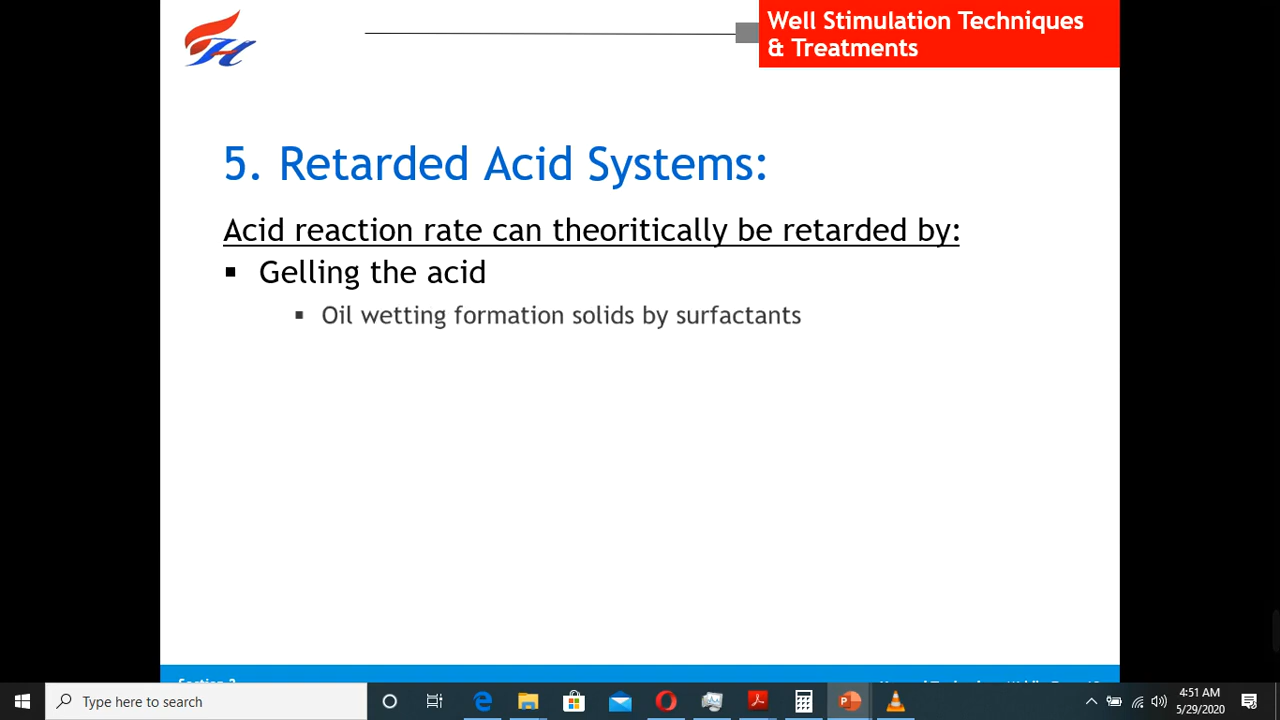 Well Stimulation Techniques
& Treatments
5. Retarded Acid Systems:
Acid reaction rate can theoritically be retarded by:
▪ Gelling the acid
▪ Oil wetting formation solids by surfactants
Type here to search
4:51 AM
5/29/2020